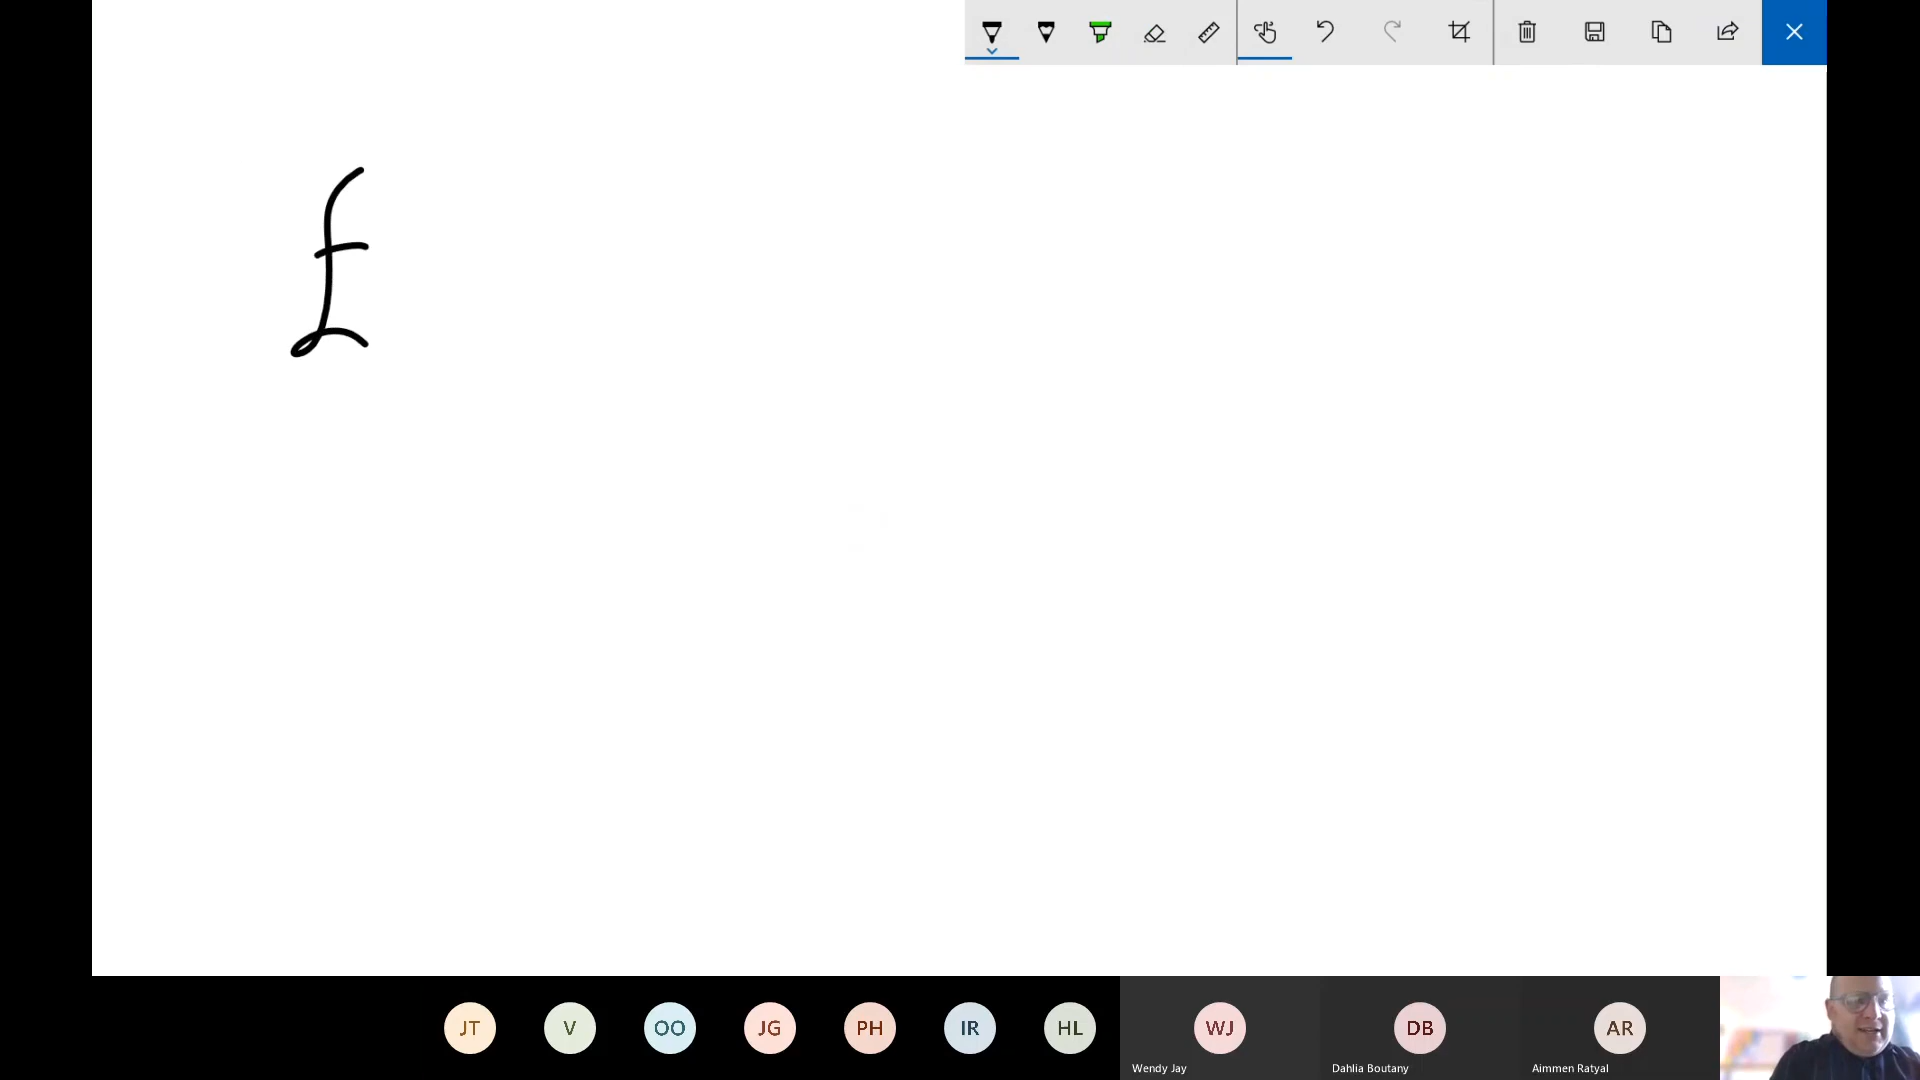 £
JT
V
OO
JG
PH
IR
HL
WJ
DB
AR
Wendy Jay
Dahlia Boutany
Aimmen Ratyal